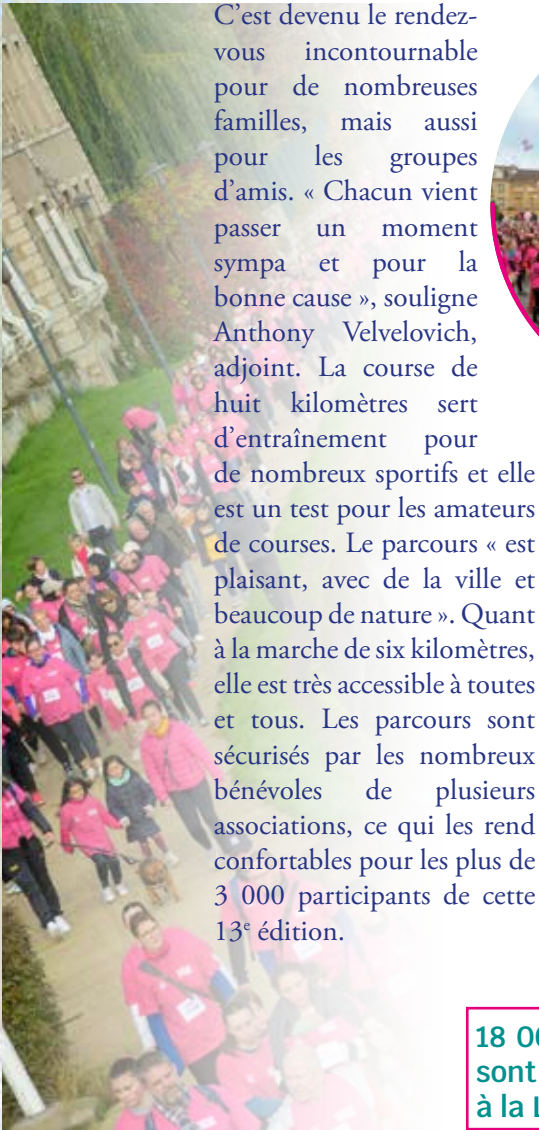 C’est devenu le rendez-
vous incontournable
pour de nombreuses
familles, mais aussi
pour les groupes
d’amis. « Chacun vient
passer un moment
sympa et pour la
bonne cause », souligne
Anthony Velvelovich,
adjoint. La course de
huit kilomètres sert
d’entraînement pour
de nombreux sportifs et elle
est un test pour les amateurs
de courses. Le parcours « est
plaisant, avec de la ville et
beaucoup de nature ». Quant
à la marche de six kilomètres,
elle est très accessible à toutes
et tous. Les parcours sont
sécurisés par les nombreux
bénévoles de plusieurs
associations, ce qui les rend
confortables pour les plus de
3 000 participants de cette
13e édition.
18
sont
à la